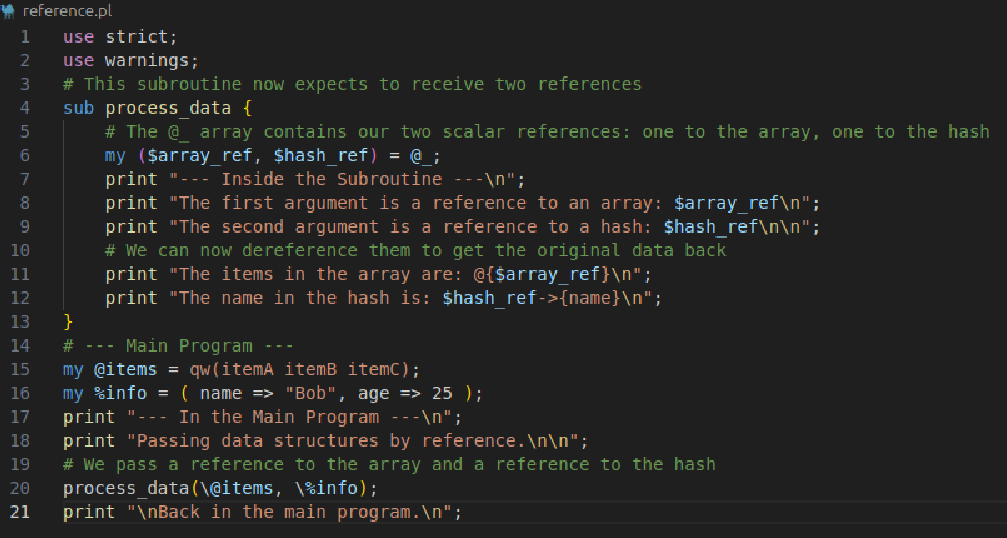 reference.pl
1 use strict;
2 use warnings;
3 # This subroutine now expects to receive two references
4 sub process_data {
5 # The @_ array contains our two scalar references: one to the array, one to the hash
6 my ($array_ref, $hash_ref) = @_;
7 print "--- Inside the Subroutine ---\n";
8 print "The first argument is a reference to an array: $array_ref\n";
9 print "The second argument is a reference to a hash: $hash_ref\n\n";
10 # We can now dereference them to get the original data back
11 print "The items in the array are: @{$array_ref}\n";
12 print "The name in the hash is: $hash_ref->{name}\n";
13 }
14 # --- Main Program ---
15 my @items = qw(itemA itemB itemC);
16 my %info = ( name => "Bob", age => 25 );
17 print "--- In the Main Program ---\n";
18 print "Passing data structures by reference.\n\n";
19 # We pass a reference to the array and a reference to the hash
20 process_data(\@items, \%info);
21 print "\nBack in the main program.\n";